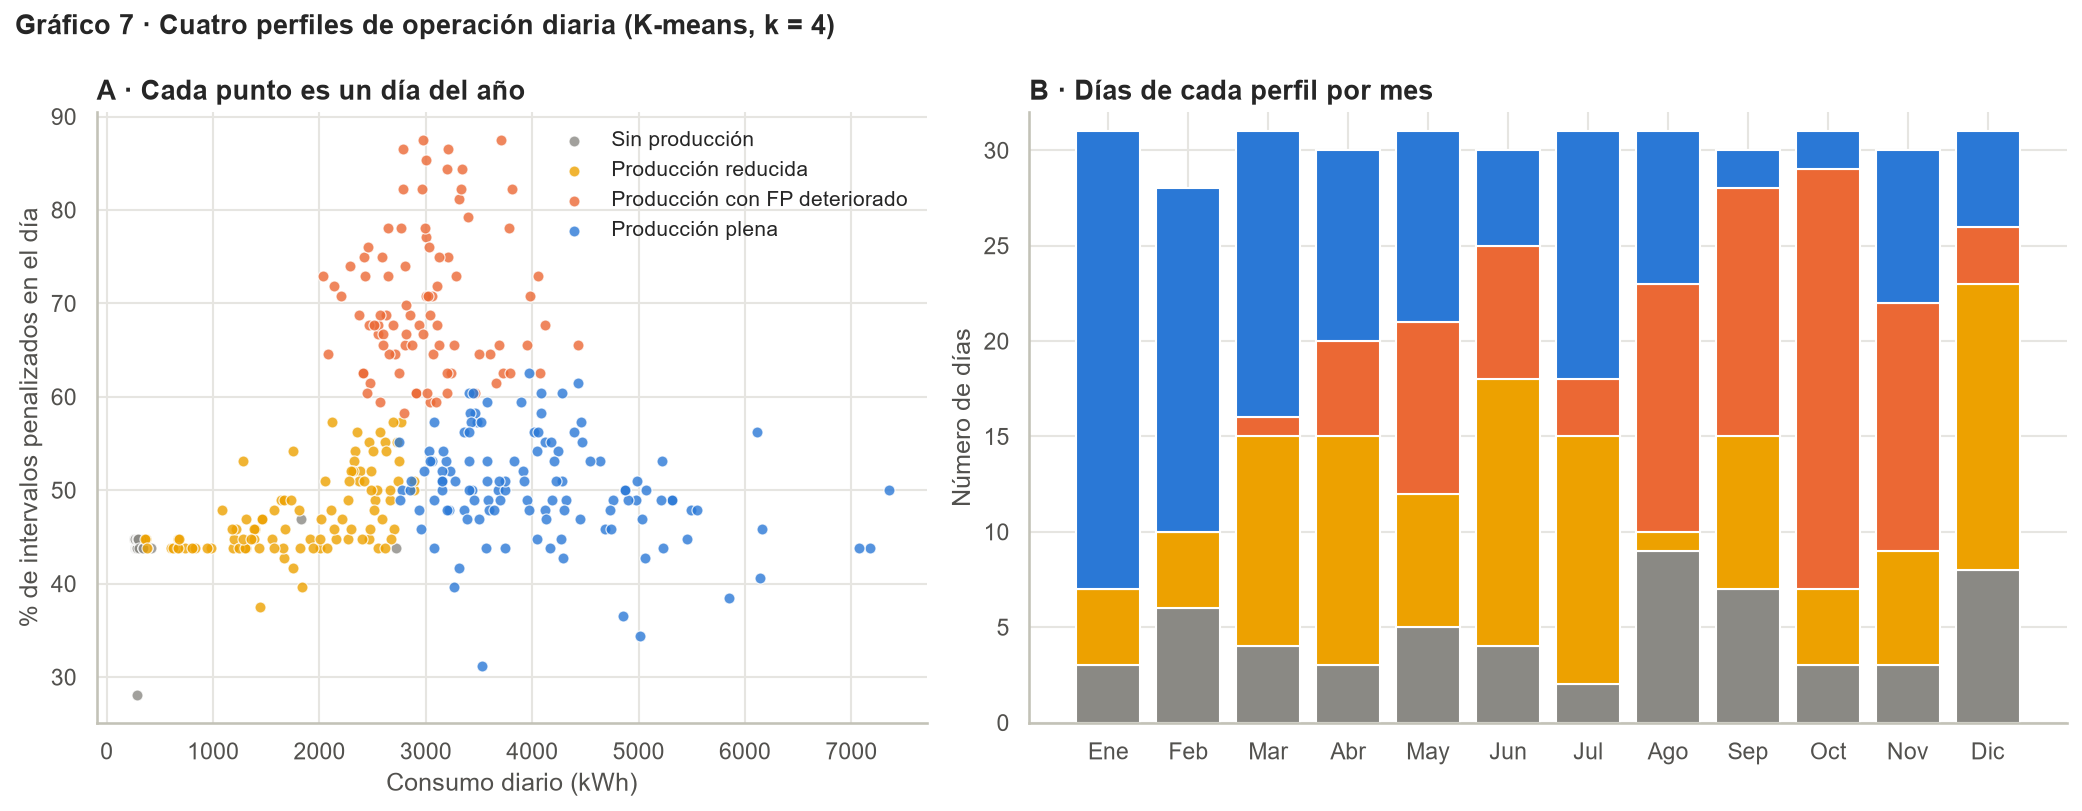 Gráfico 7 · Cuatro perfiles de operación diaria (K-means, k = 4)
A · Cada punto es un día del año
% de intervalos penalizados en el día
90
80
70
60
50
40
30
Sin producción
Producción reducida
Producción con FP deteriorado
Producción plena
0 1000 2000 3000 4000 5000 6000 7000
Consumo diario (kWh)
B · Días de cada perfil por mes
Número de días
30
25
20
15
10
5
0
Ene Feb Mar Abr May Jun Jul Ago Sep Oct Nov Dic